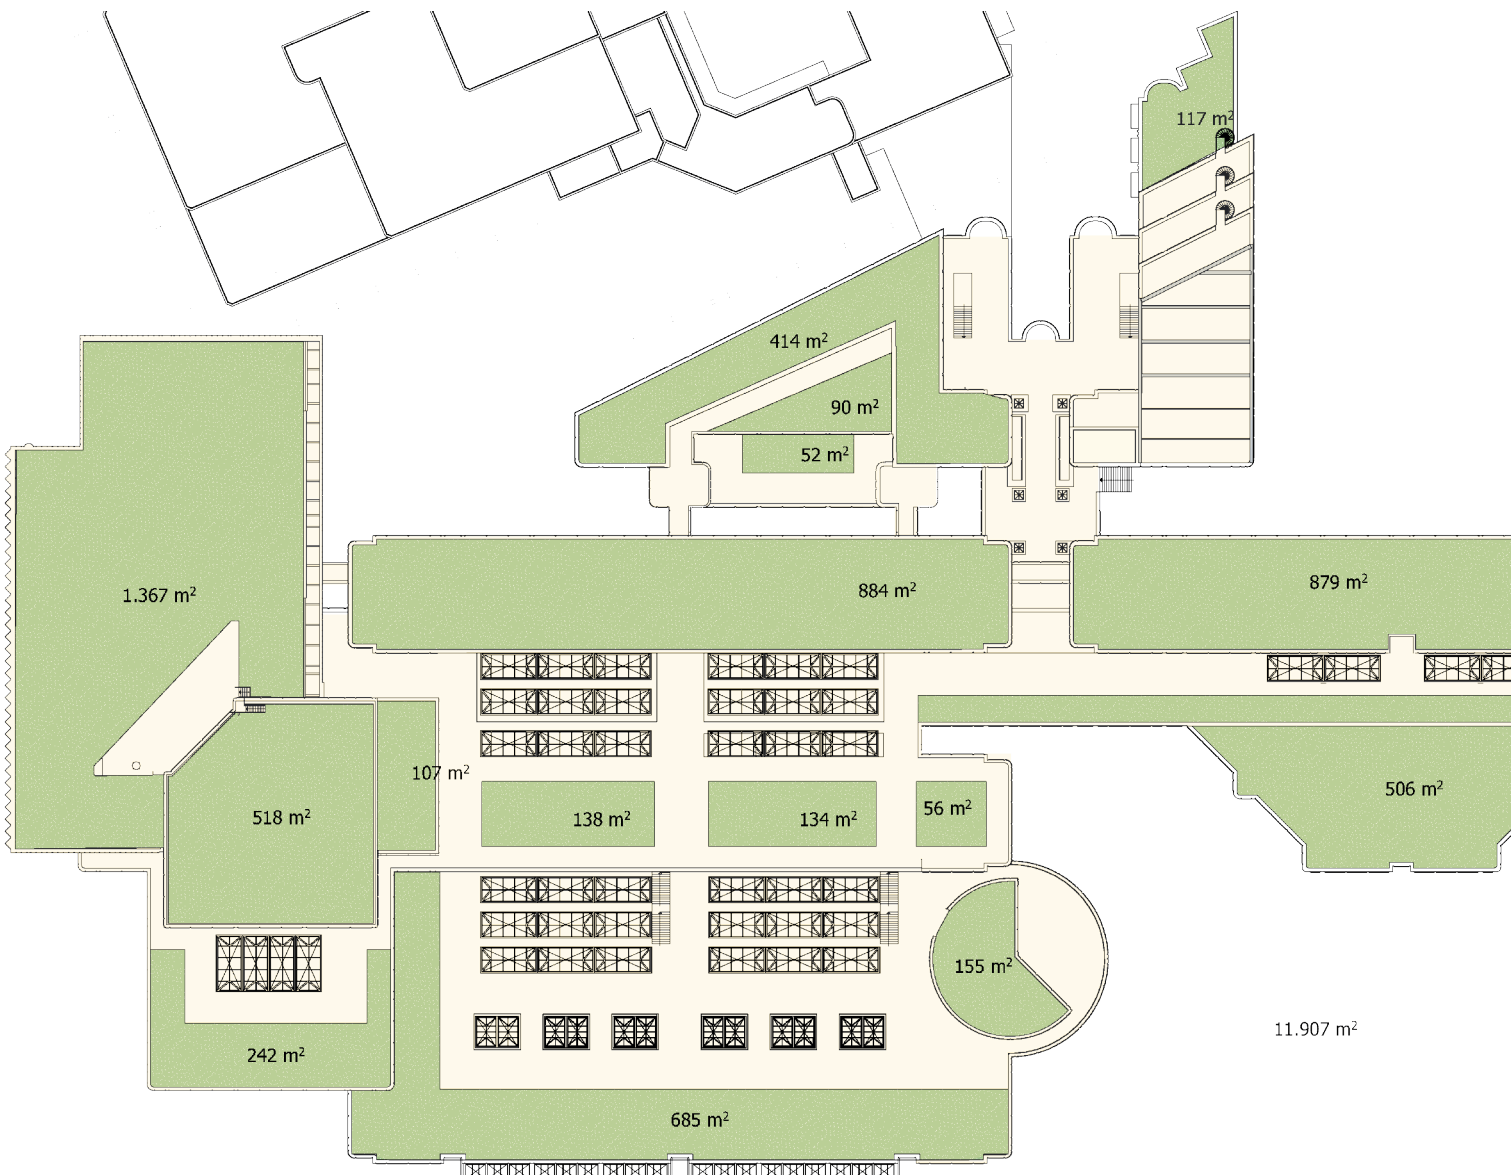 117 m²
414 m²
90 m²
52 m²
1.367 m²
884 m²
879 m²
107 m²
518 m²
138 m²
134 m²
56 m²
506 m²
155 m²
242 m²
11.907 m²
685 m²